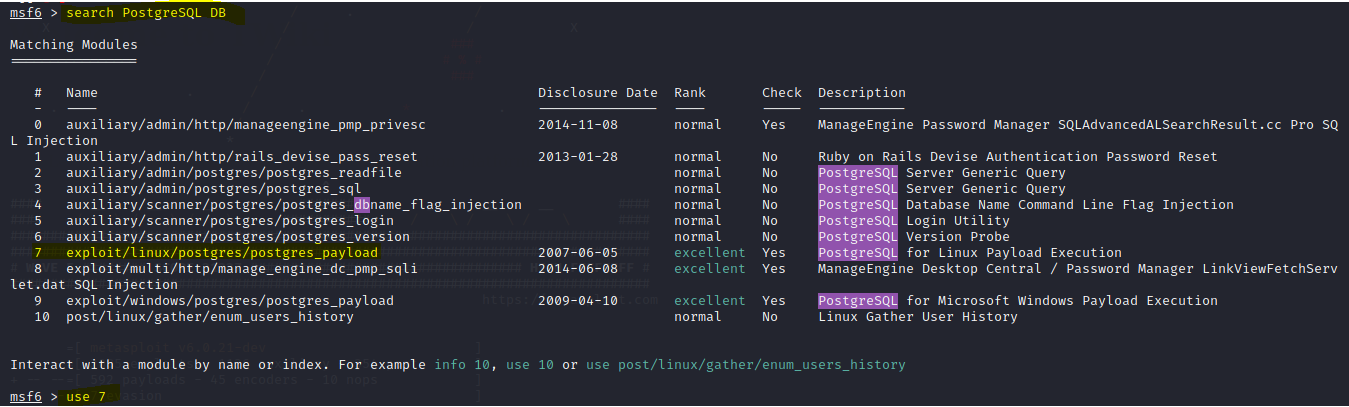 msf6 > search PostgreSQL DB
Matching Modules
================
# Name Disclosure Date Rank Check Description
- ---- --------------- ---- ----- -----------
0 auxiliary/admin/http/manageengine_pmp_privesc 2014-11-08 normal Yes ManageEngine Password Manager SQLAdvancedALSearchResult.cc Pro SQ
L Injection
1 auxiliary/admin/http/rails_devise_pass_reset 2013-01-28 normal No Ruby on Rails Devise Authentication Password Reset
2 auxiliary/admin/postgres/postgres_readfile normal No PostgreSQL Server Generic Query
3 auxiliary/admin/postgres/postgres_sql normal No PostgreSQL Server Generic Query
4 auxiliary/scanner/postgres/postgres_dbname_flag_injection normal No PostgreSQL Database Name Command Line Flag Injection
5 auxiliary/scanner/postgres/postgres_login normal No PostgreSQL Login Utility
6 auxiliary/scanner/postgres/postgres_version normal No PostgreSQL Version Probe
7 exploit/linux/postgres/postgres_payload 2007-06-05 excellent Yes PostgreSQL for Linux Payload Execution
8 exploit/multi/http/manage_engine_dc_pmp_sqli 2014-06-08 excellent Yes ManageEngine Desktop Central / Password Manager LinkViewFetchServ
let.dat SQL Injection
9 exploit/windows/postgres/postgres_payload 2009-04-10 excellent Yes PostgreSQL for Microsoft Windows Payload Execution
10 post/linux/gather/enum_users_history normal No Linux Gather User History
Interact with a module by name or index. For example info 10, use 10 or use post/linux/gather/enum_users_history
msf6 > use 7